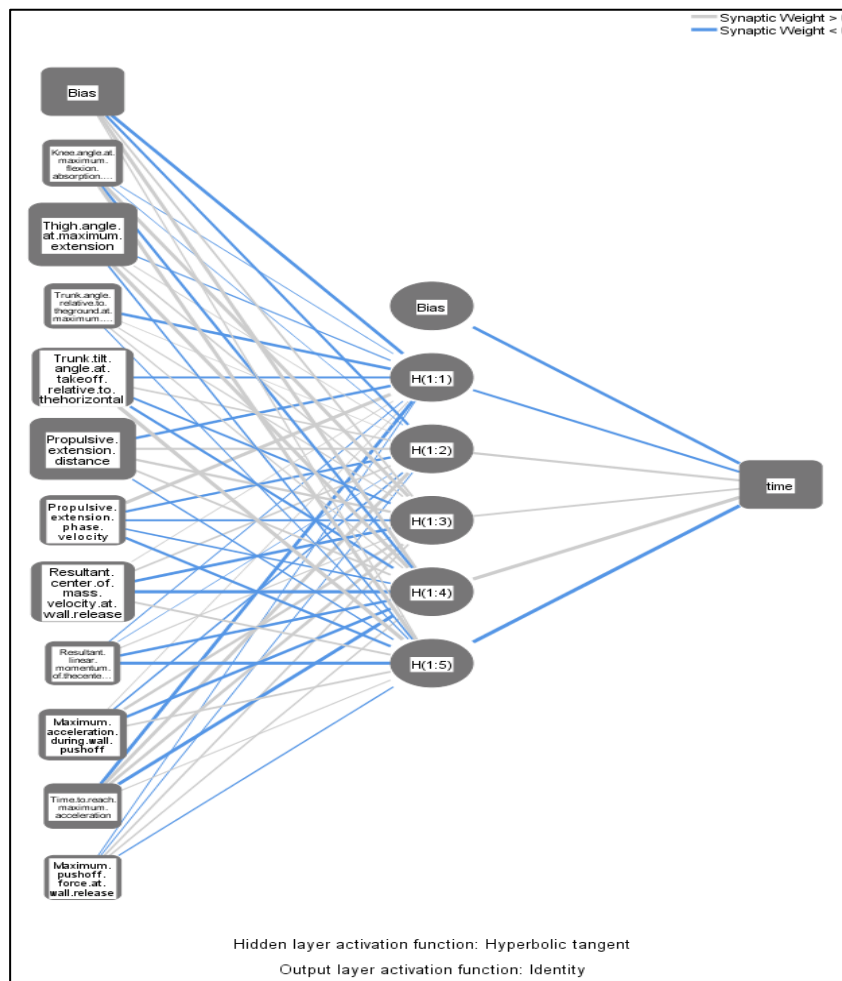 Synaptic Weight >
Synaptic Weight <
Bias
Knee.angle.at.
maximum.
flexion.
absorption....
Thigh.angle.
at.maximum.
extension
Trunk.angle.
relative.to.
theground.at.
maximum....
Trunk.tilt.
angle.at.
takeoff.
relative.to.
thehorizontal
Propulsive.
extension.
distance
Propulsive.
extension.
phase.
velocity
Resultant.
center.of.
mass.
velocity.at.
wall.release
Resultant.
linear.
momentum.
of.thecente...
Maximum.
acceleration.
during.wall.
pushoff
Time.to.reach.
maximum.
acceleration
Maximum.
pushoff.
force.at.
wall.release
Bias
H(1:1)
H(1:2)
H(1:3)
H(1:4)
H(1:5)
time
Hidden layer activation function: Hyperbolic tangent
Output layer activation function: Identity